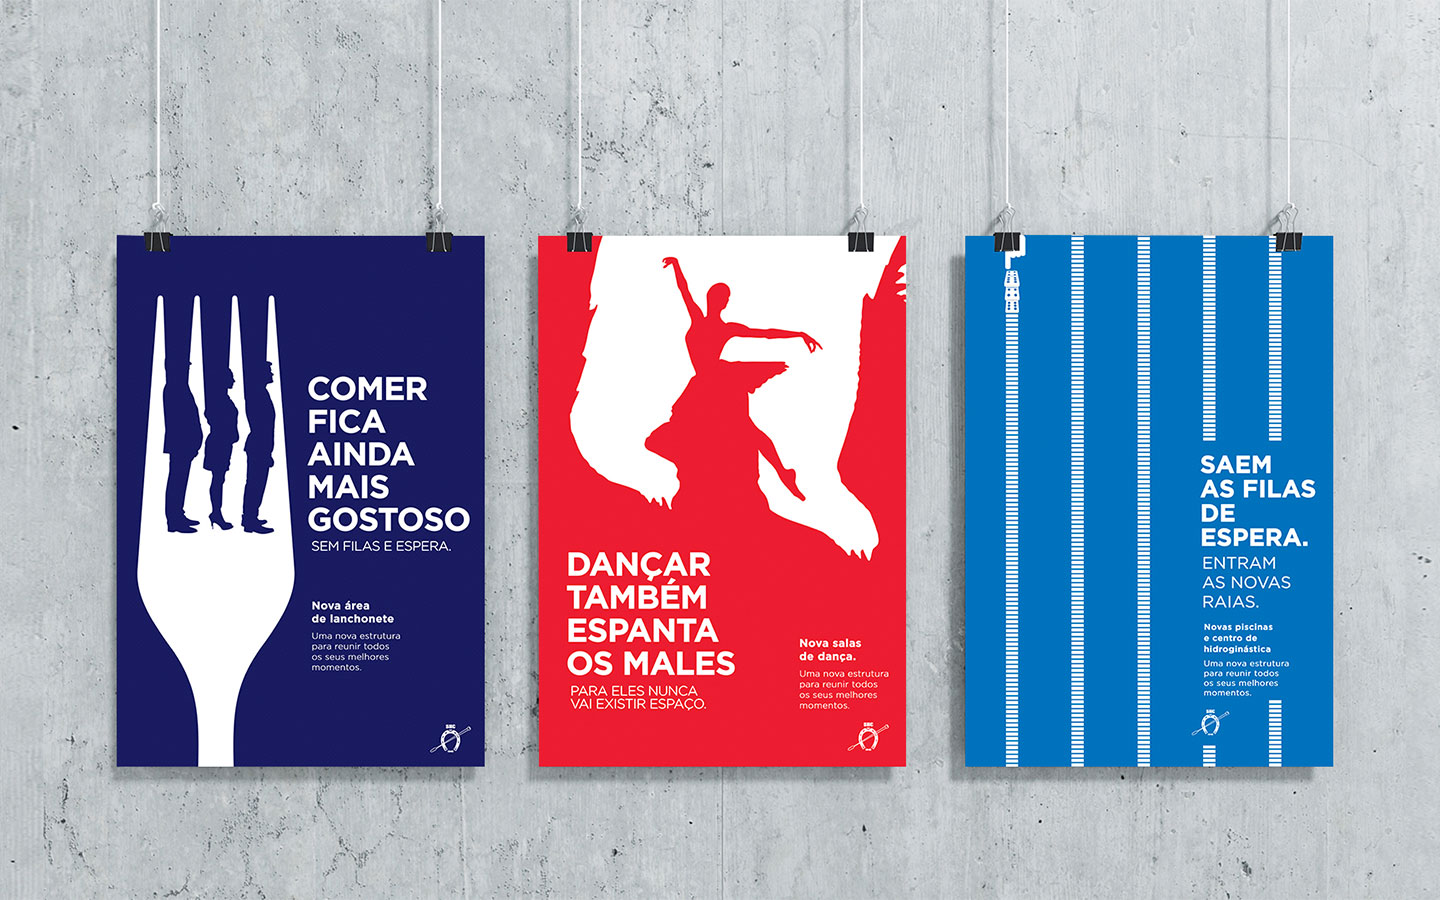 COMER
FICA
AINDA
MAIS
GOSTOSO
SEM FILAS E ESPERA.
Nova área
de lanchonete
Uma nova estrutura
para reunir todos
os seus melhores
momentos.
SHC
DANÇAR
TAMBÉM
ESPANTA
OS MALES
PARA ELES NUNCA
VAI EXISTIR ESPAÇO.
Nova salas
de dança.
Uma nova estrutura
para reunir todos
os seus melhores
momentos.
SHC
SAEM
AS FILAS
DE
ESPERA.
ENTRAM
AS NOVAS
RAIAS.
Novas piscinas
e centro de
hidroginástica
Uma nova estrutura
para reunir todos
os seus melhores
momentos.
SHC